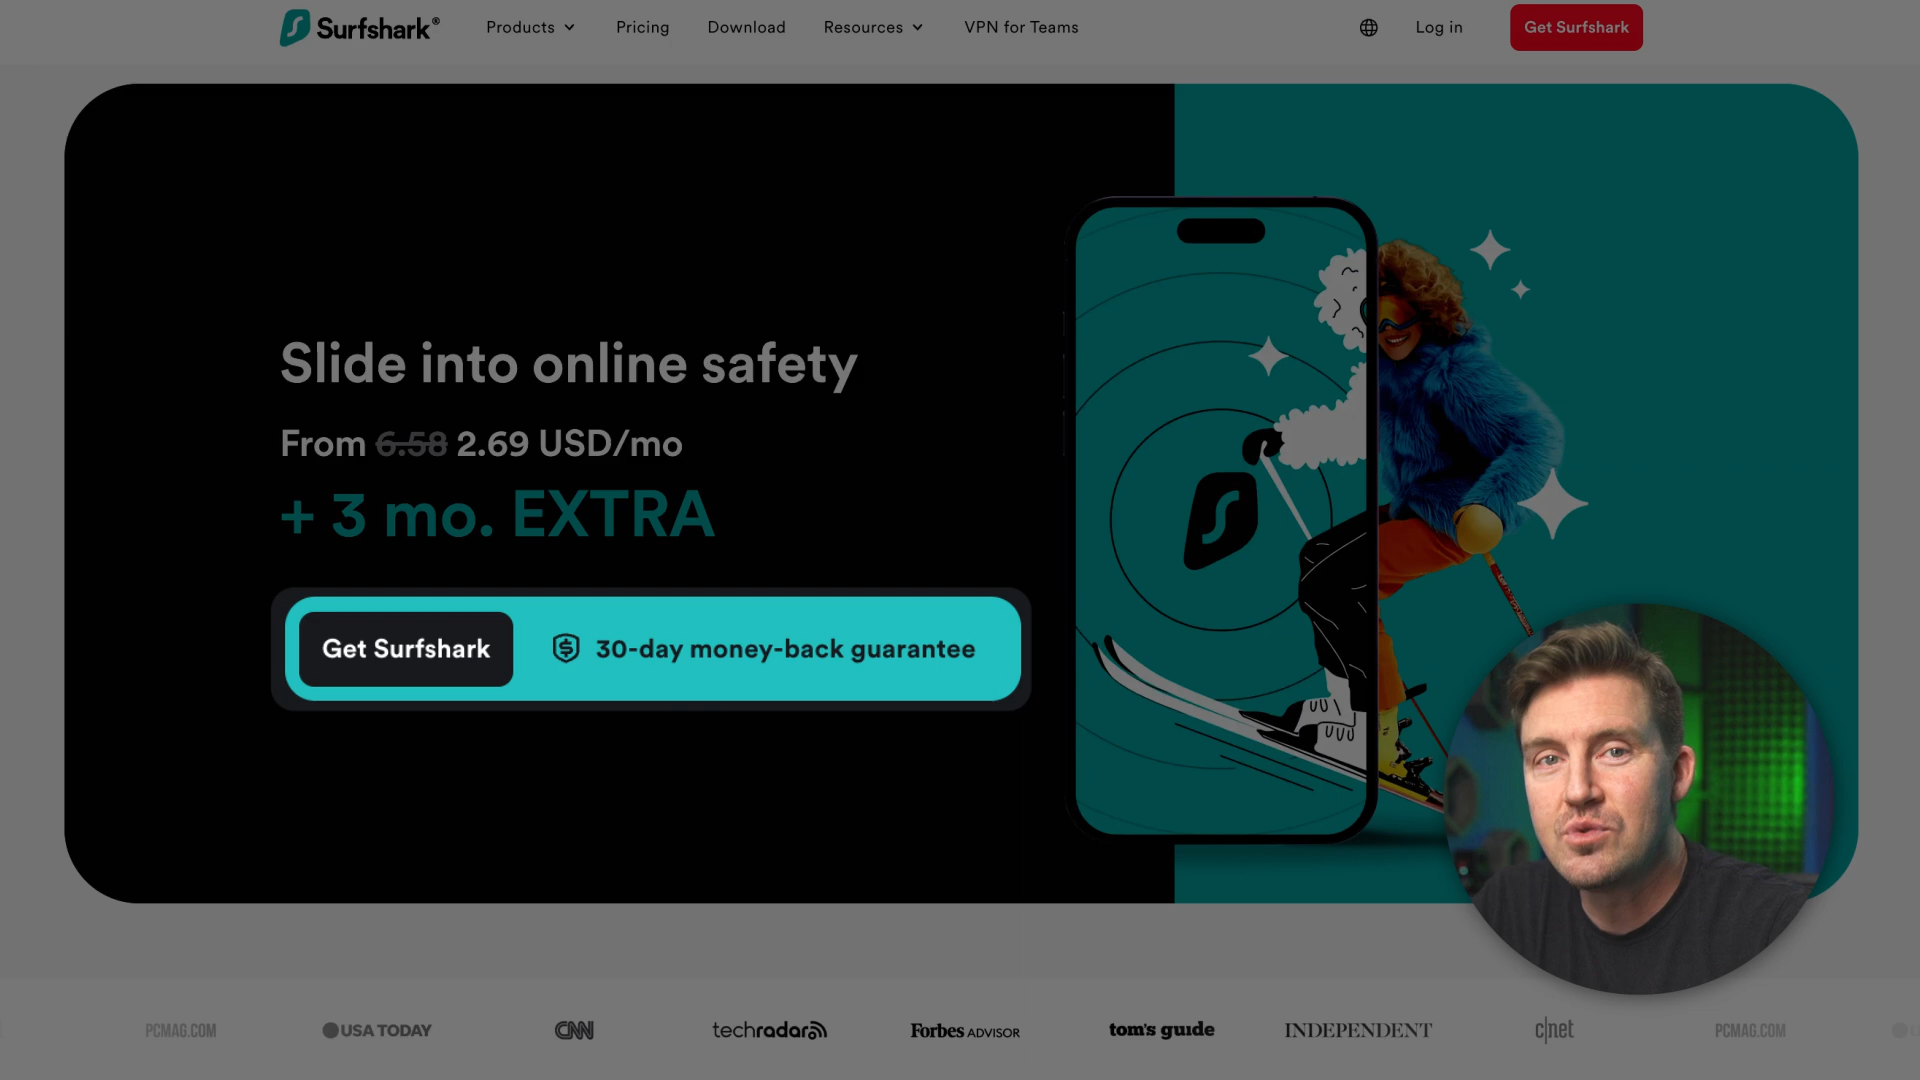 Surfshark®
Products
Pricing
Download
Resources
VPN for Teams
Log in
Get Surfshark
Slide into online safety
From 6.58 2.69 USD/mo
+ 3 mo. EXTRA
Get Surfshark
30-day money-back guarantee
PCMAG.COM
USA TODAY
CNN
techradar
Forbes ADVISOR
tom's guide
INDEPENDENT
c|net
PCMAG.COM